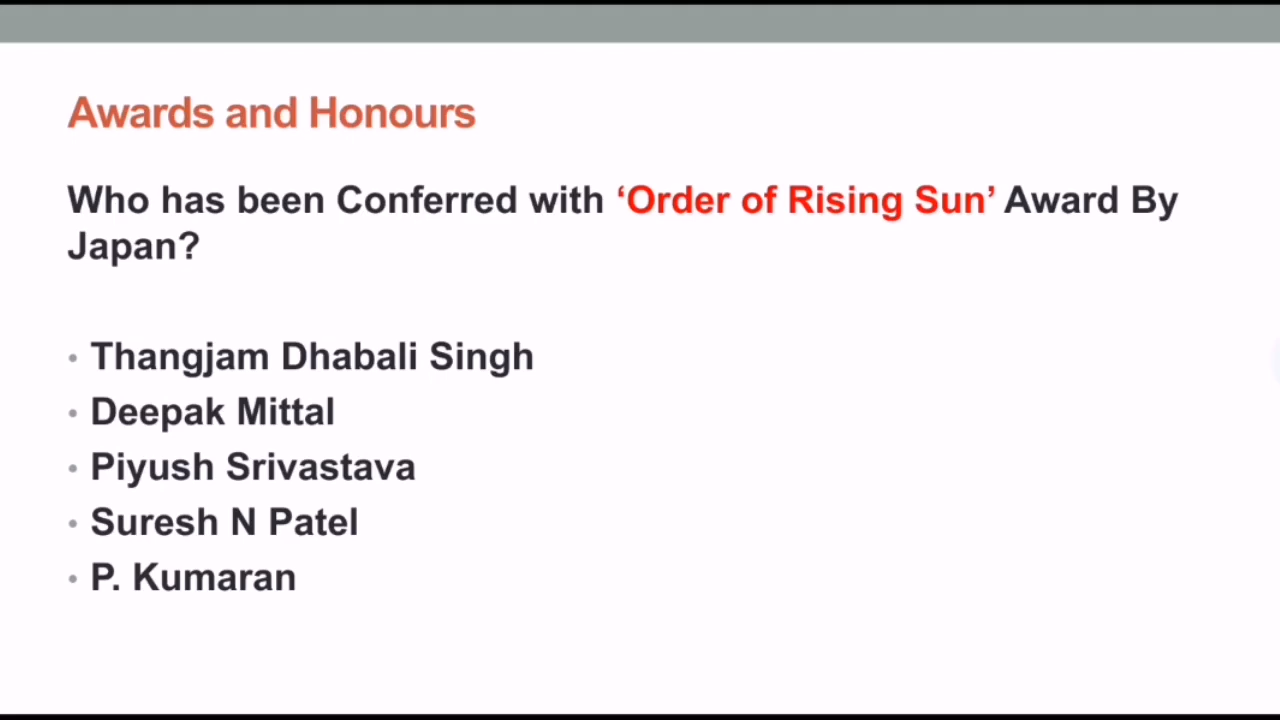 Awards and Honours
Who has been Conferred with ‘Order of Rising Sun’ Award By
Japan?
• Thangjam Dhabali Singh
• Deepak Mittal
• Piyush Srivastava
• Suresh N Patel
• P. Kumaran